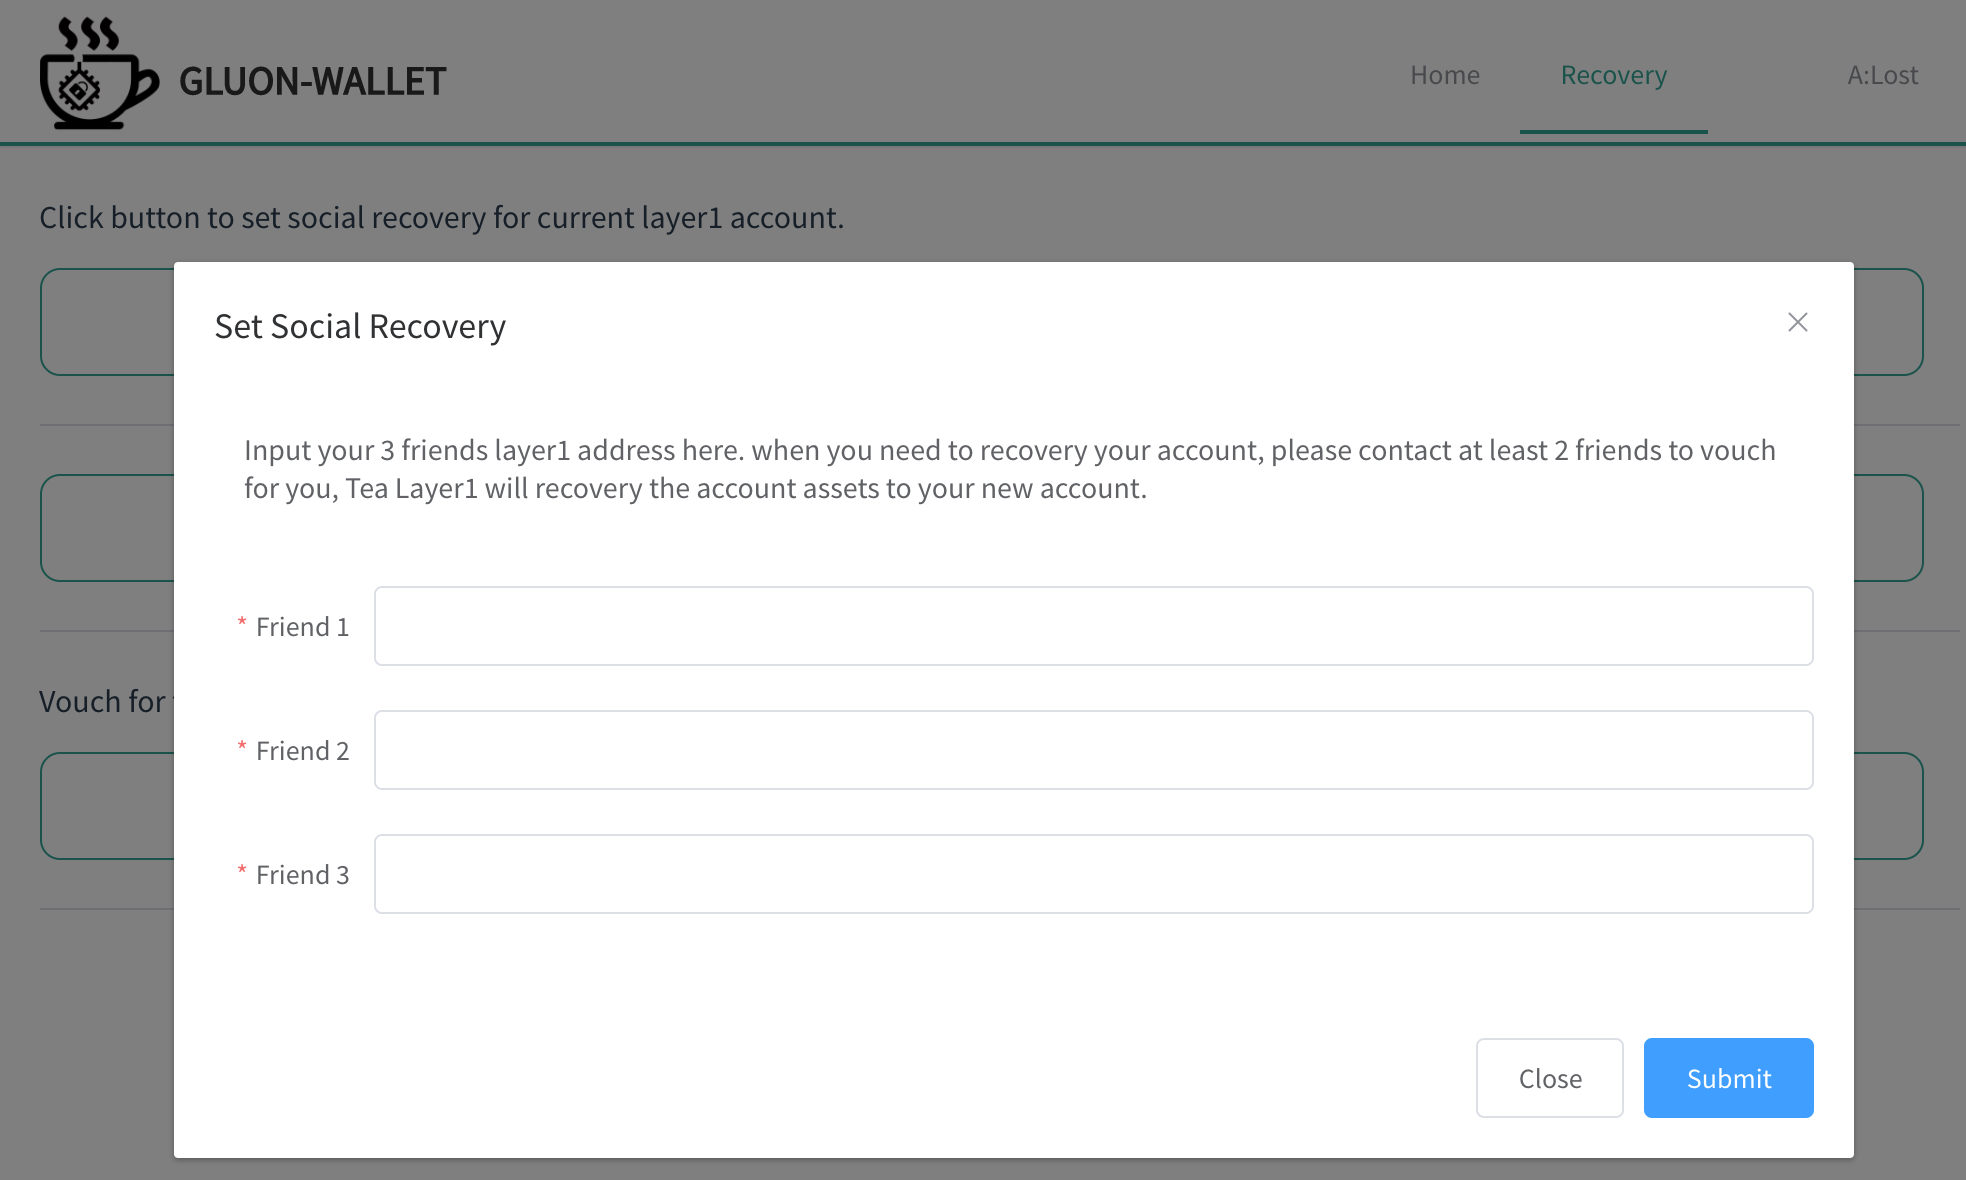 GLUON-WALLET
Home
Recovery
A:Lost
Click button to set social recovery for current layer1 account.
Set Social Recovery
Input your 3 friends layer1 address here. when you need to recovery your account, please contact at least 2 friends to vouch
for you, Tea Layer1 will recovery the account assets to your new account.
* Friend 1
* Friend 2
Vouch for
* Friend 3
Close
Submit